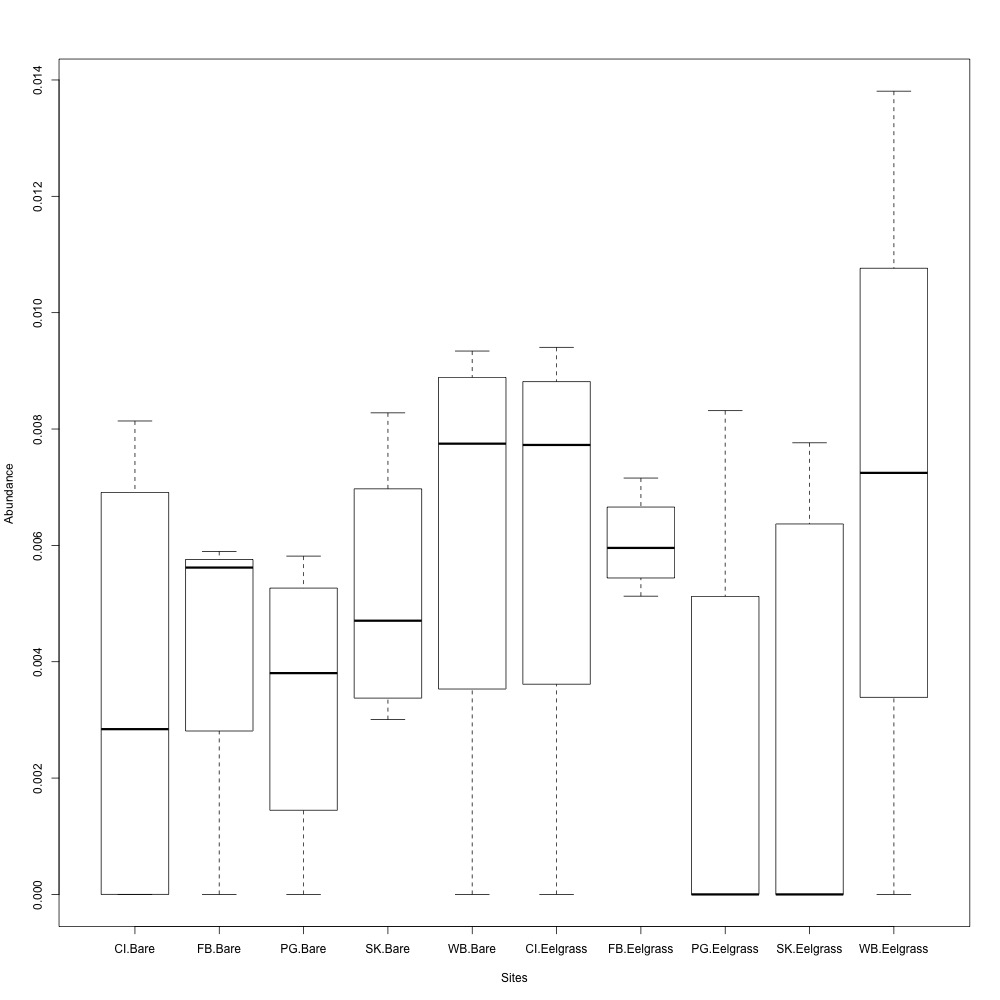 0.014
0.012
0.010
0.008
0.006
0.004
0.002
0.000
Abundance
CI.Bare FB.Bare PG.Bare SK.Bare WB.Bare CI.Eelgrass FB.Eelgrass PG.Eelgrass SK.Eelgrass WB.Eelgrass
Sites